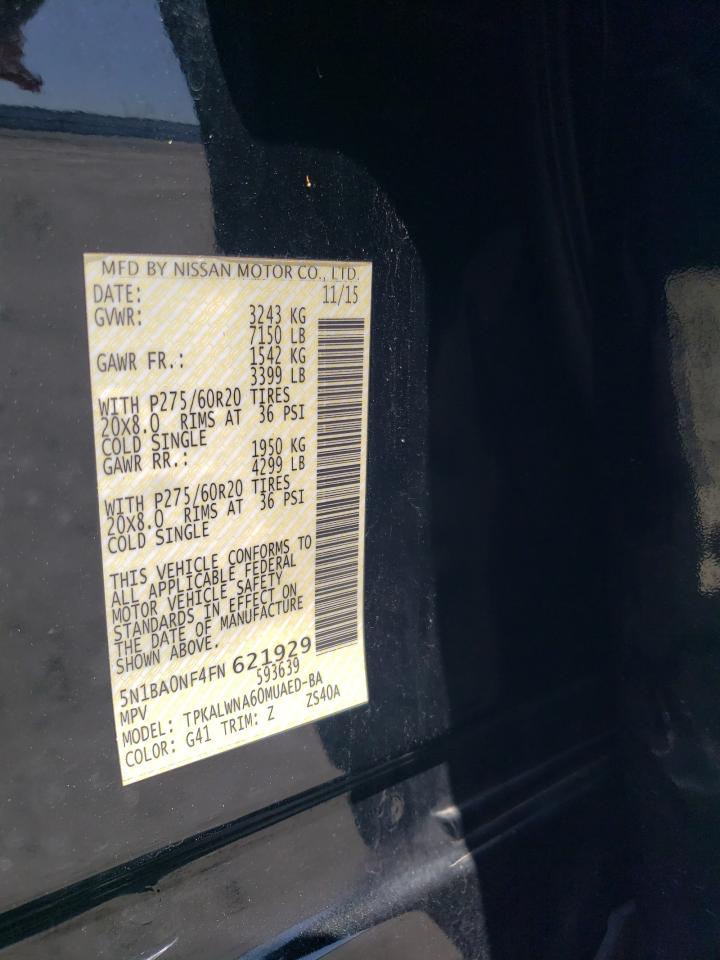 MFD BY NISSAN MOTOR CO., LTD.
DATE: 11/15
GVWR: 3243 KG
7150 LB
GAWR FR.: 1542 KG
3399 LB
WITH P275/60R20 TIRES
20X8.0 RIMS AT 36 PSI
COLD SINGLE
GAWR RR.: 1950 KG
4299 LB
WITH P275/60R20 TIRES
20X8.0 RIMS AT 36 PSI
COLD SINGLE
THIS VEHICLE CONFORMS TO
ALL APPLICABLE FEDERAL
MOTOR VEHICLE SAFETY
STANDARDS IN EFFECT ON
THE DATE OF MANUFACTURE
SHOWN ABOVE.
5N1BA0NF4FN 621929
MPV 593639
MODEL: TPKALWNA60MUAED-BA
COLOR: G41 TRIM: Z ZS40A